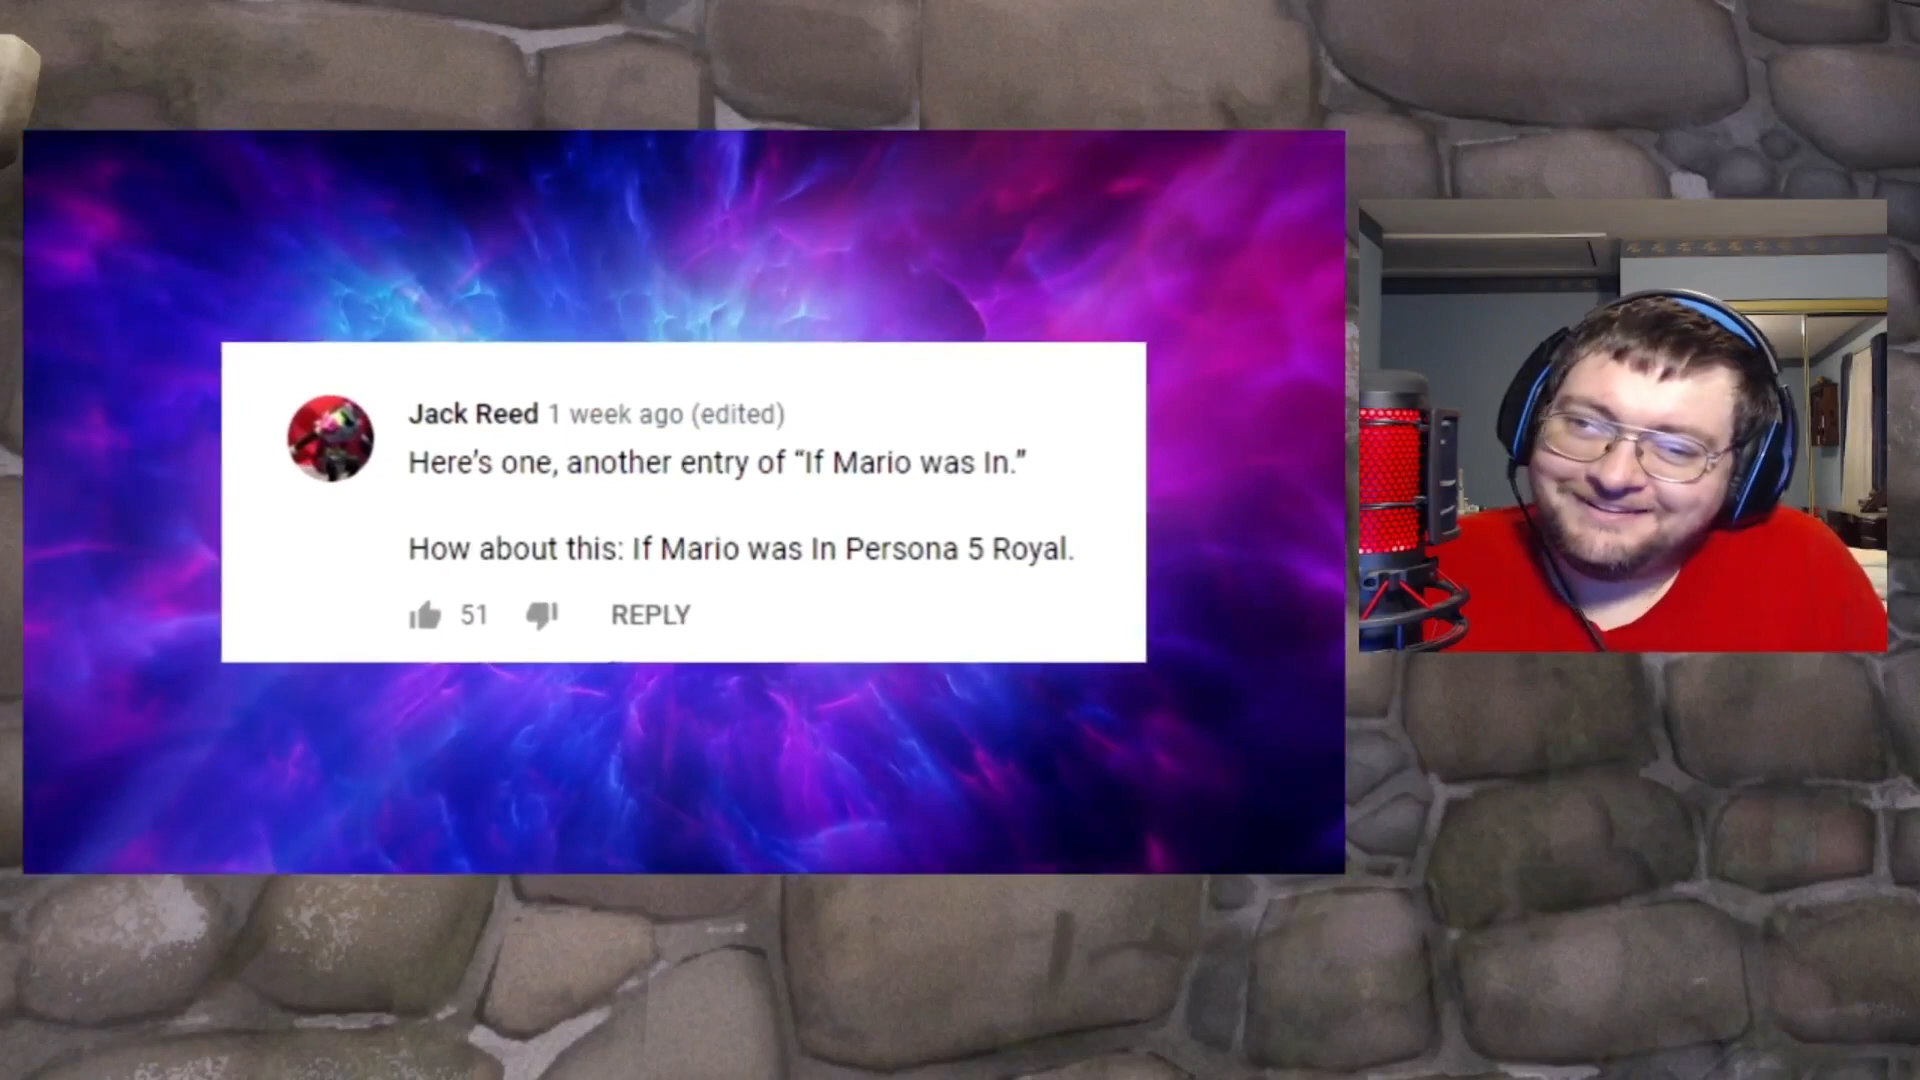 Jack Reed 1 week ago (edited)
Here’s one, another entry of “If Mario was In.”
How about this: If Mario was In Persona 5 Royal.
51 REPLY